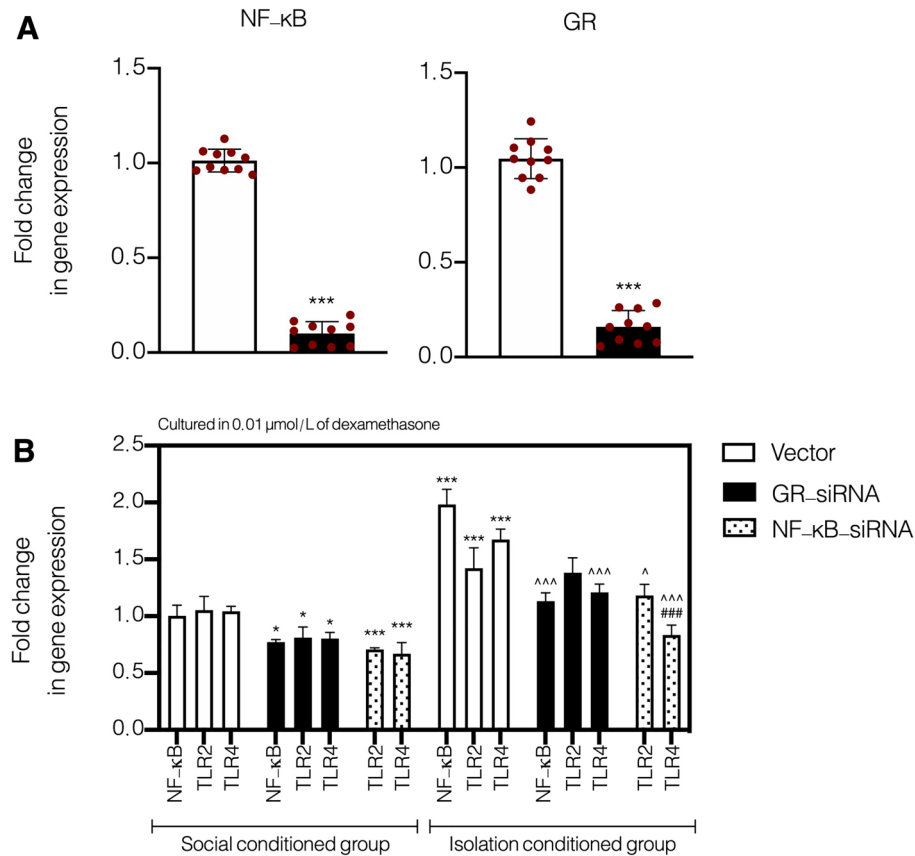 A
NF-κB
GR
Fold change
in gene expression
1.5
1.0
0.5
0.0
***
1.5
1.0
0.5
0.0
***
B
Cultured in 0.01 μmol/L of dexamethasone
Fold change
in gene expression
2.5
2.0
1.5
1.0
0.5
0.0
* * * *** ***
*** *** *** ^^^ ^^^ ^ ^^^
###
NF-κB TLR2 TLR4 NF-κB TLR2 TLR4 TLR2 TLR4 NF-κB TLR2 TLR4 NF-κB TLR2 TLR4 TLR2 TLR4
Social conditioned group
Isolation conditioned group
Vector
GR-siRNA
NF-κB-siRNA